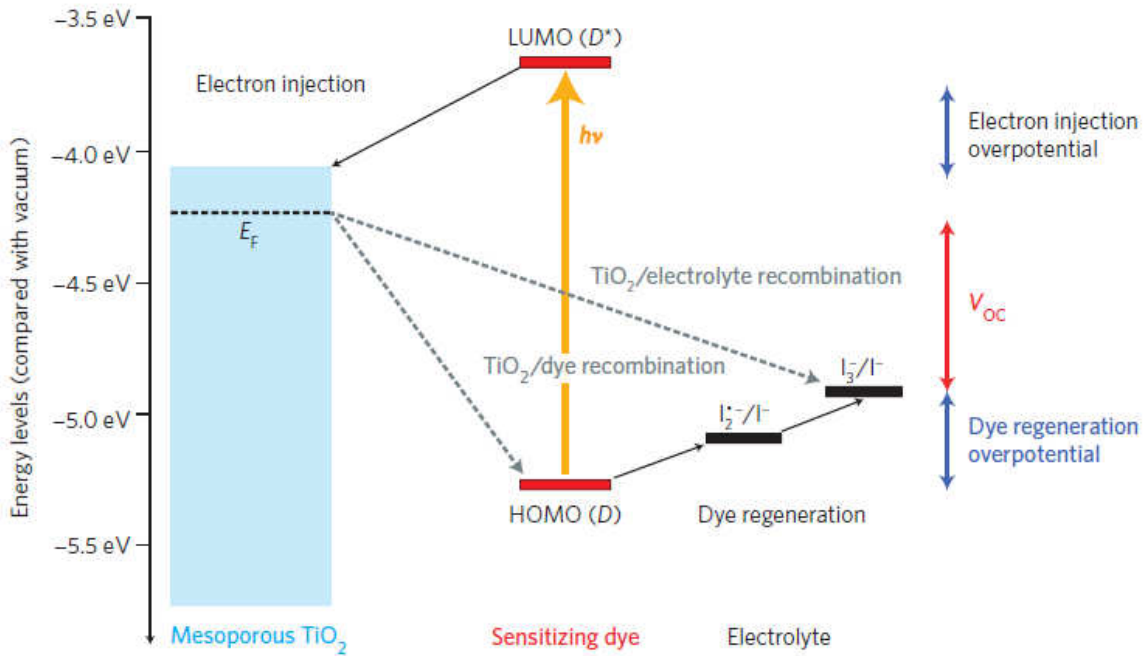 −3.5 eV
LUMO (D*)
Electron injection
hν
Electron injection
overpotential
−4.0 eV
E_F
−4.5 eV
TiO₂/electrolyte recombination
V_OC
TiO₂/dye recombination
I₃⁻/I⁻
I₂•⁻/I⁻
−5.0 eV
Dye regeneration
overpotential
HOMO (D)
Dye regeneration
−5.5 eV
Energy levels (compared with vacuum)
Mesoporous TiO₂
Sensitizing dye
Electrolyte